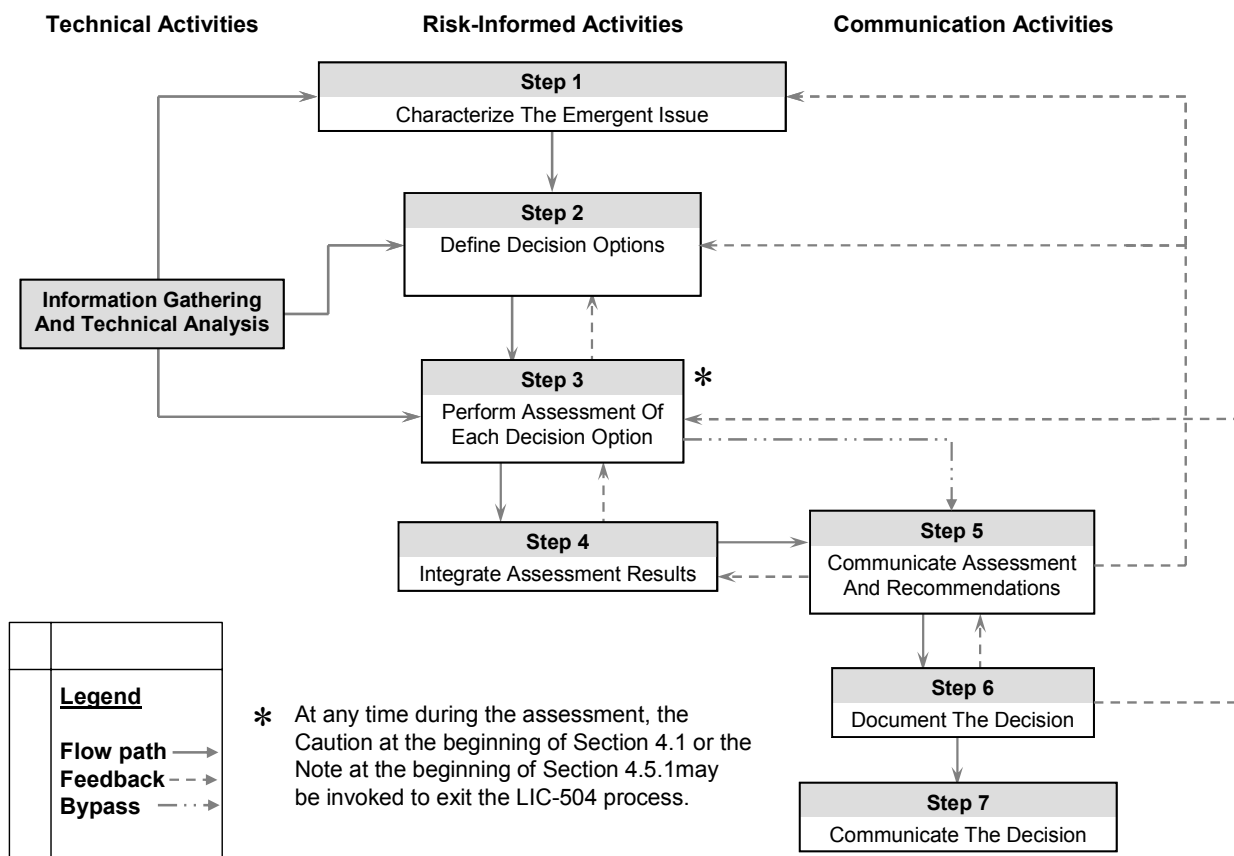 Technical Activities
Risk-Informed Activities
Communication Activities
Step 1
Characterize The Emergent Issue
Step 2
Define Decision Options
Information Gathering
And Technical Analysis
Step 3
*
Perform Assessment Of
Each Decision Option
Step 4
Integrate Assessment Results
Step 5
Communicate Assessment
And Recommendations
Step 6
Document The Decision
Step 7
Communicate The Decision
Legend
Flow path
Feedback
Bypass
* At any time during the assessment, the
Caution at the beginning of Section 4.1 or the
Note at the beginning of Section 4.5.1may
be invoked to exit the LIC-504 process.